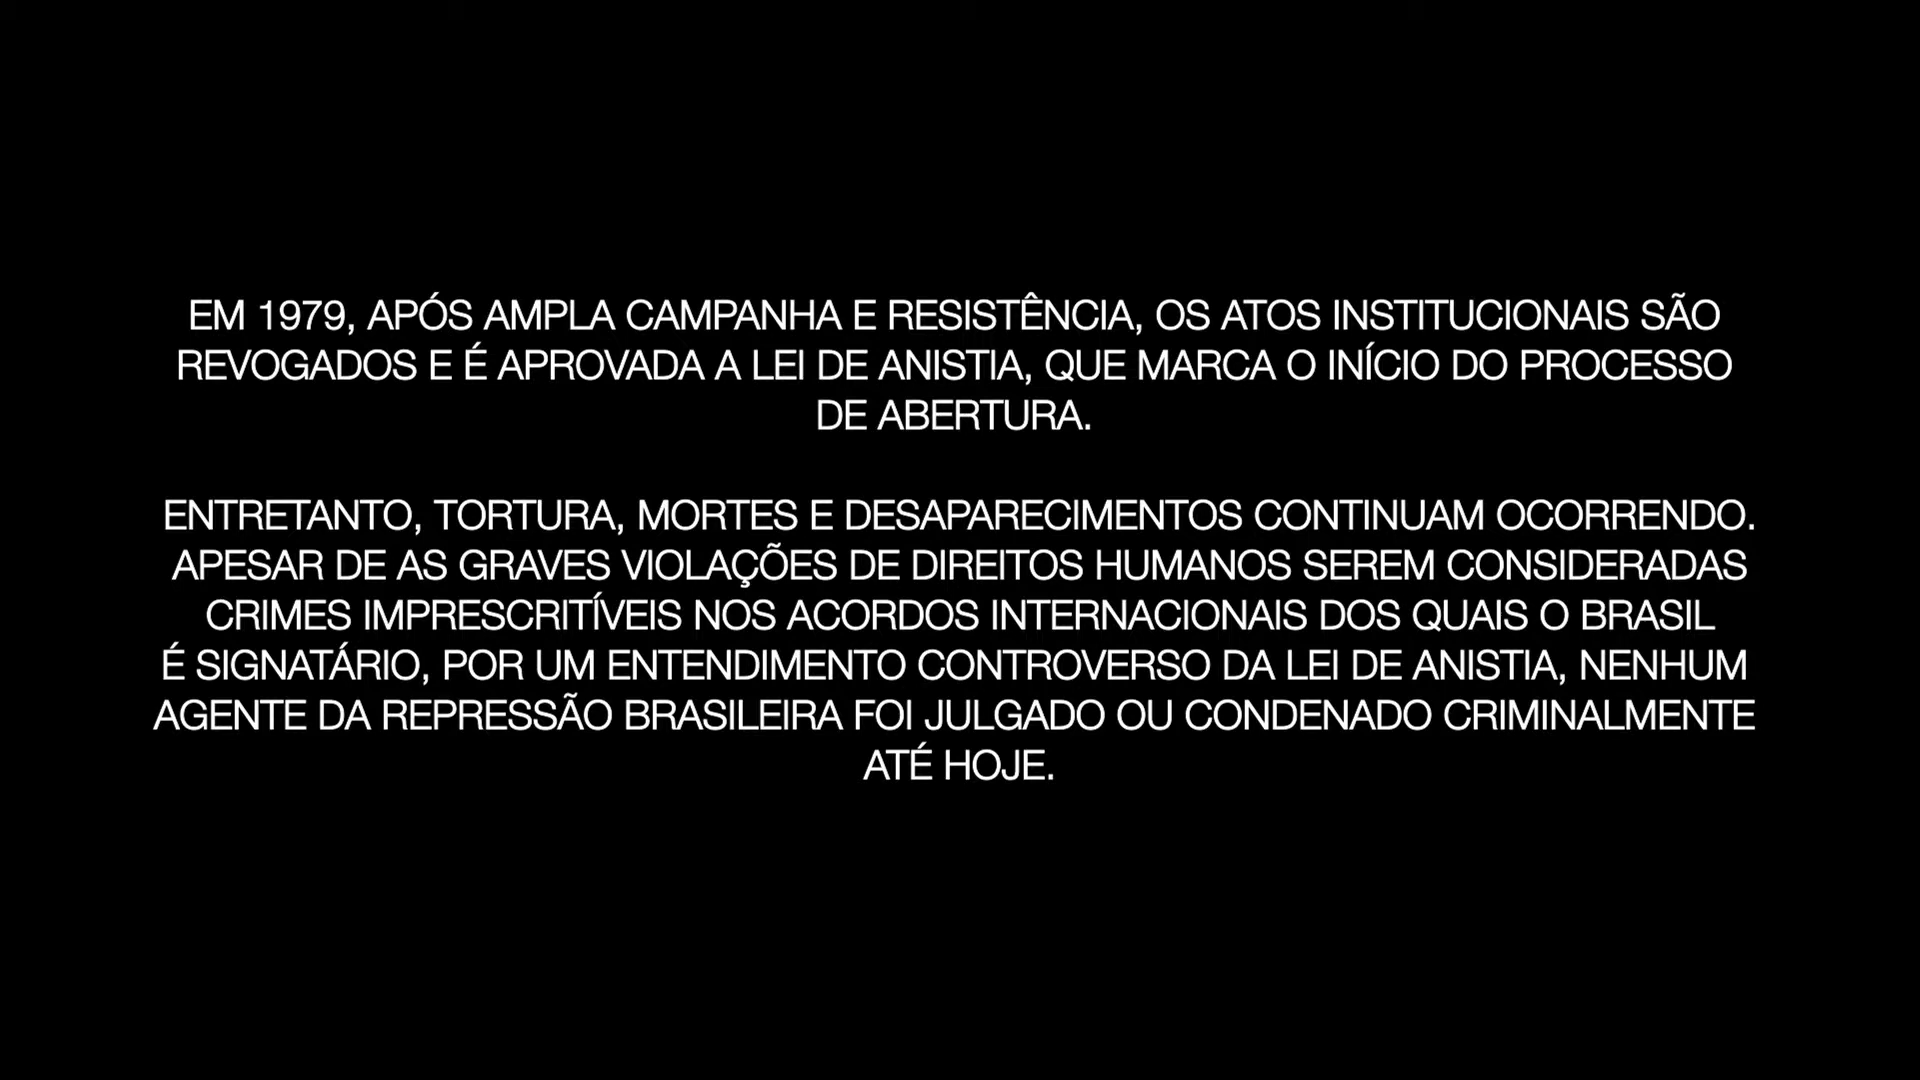 EM 1979, APÓS AMPLA CAMPANHA E RESISTÊNCIA, OS ATOS INSTITUCIONAIS SÃO
REVOGADOS E É APROVADA A LEI DE ANISTIA, QUE MARCA O INÍCIO DO PROCESSO
DE ABERTURA.
ENTRETANTO, TORTURA, MORTES E DESAPARECIMENTOS CONTINUAM OCORRENDO.
APESAR DE AS GRAVES VIOLAÇÕES DE DIREITOS HUMANOS SEREM CONSIDERADAS
CRIMES IMPRESCRITÍVEIS NOS ACORDOS INTERNACIONAIS DOS QUAIS O BRASIL
É SIGNATÁRIO, POR UM ENTENDIMENTO CONTROVERSO DA LEI DE ANISTIA, NENHUM
AGENTE DA REPRESSÃO BRASILEIRA FOI JULGADO OU CONDENADO CRIMINALMENTE
ATÉ HOJE.